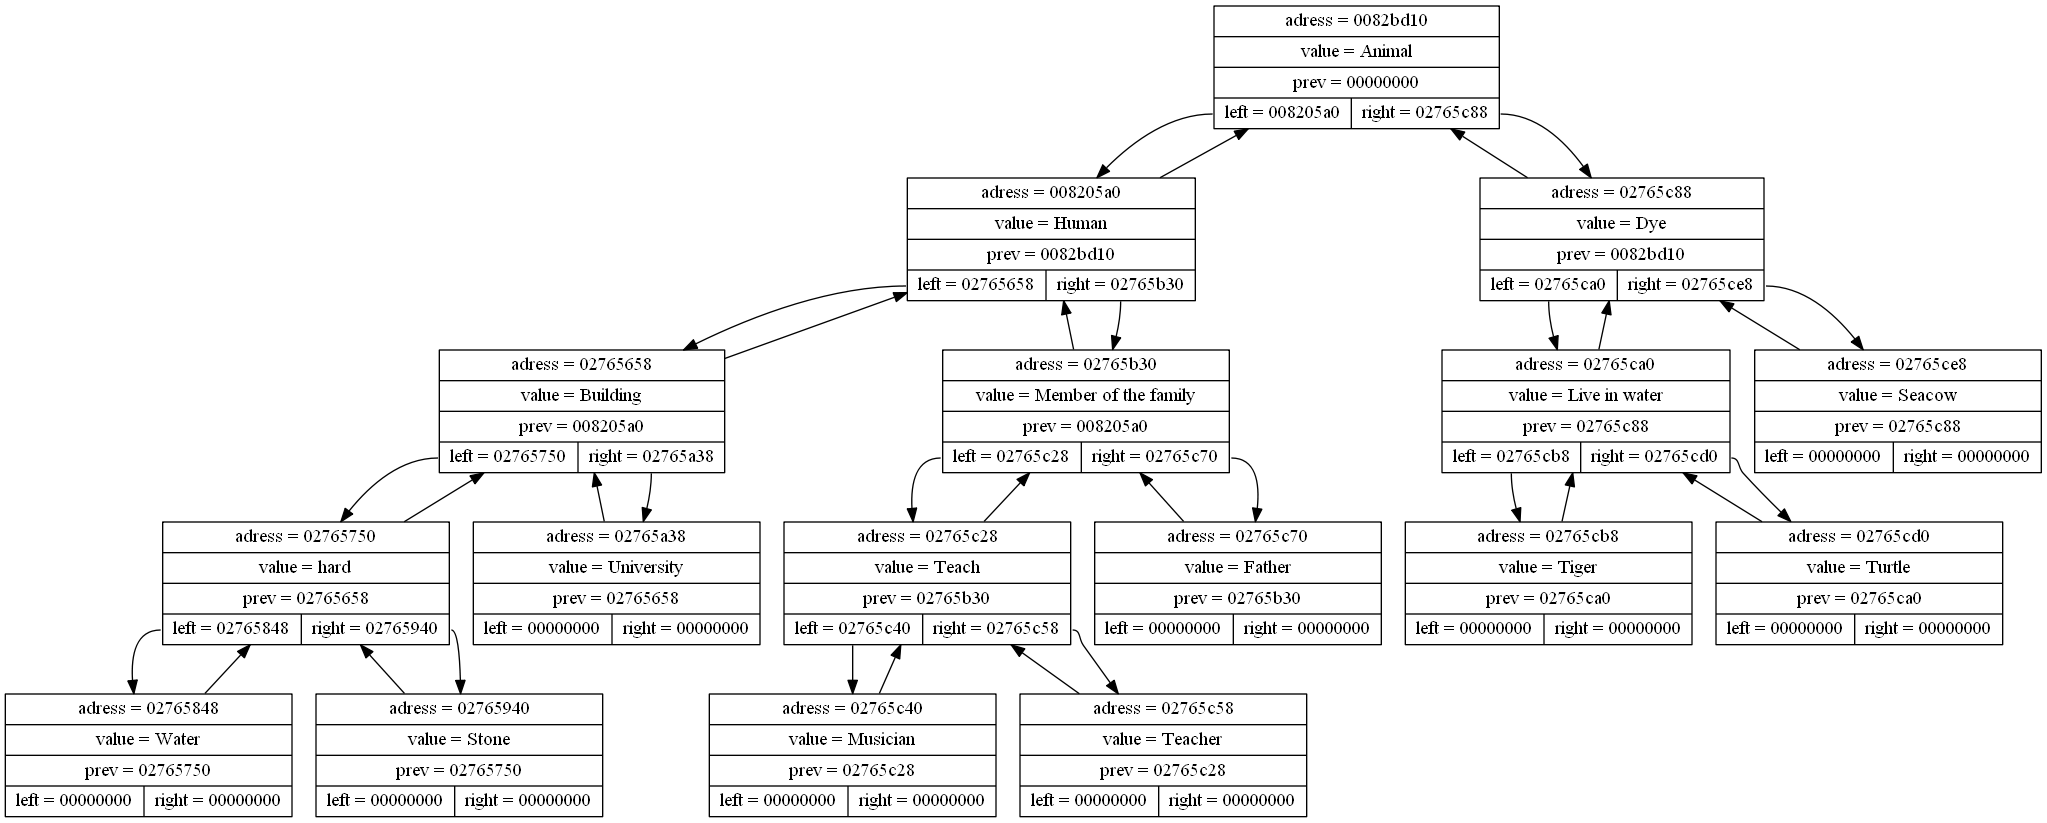 adress = 0082bd10
value = Animal
prev = 00000000
left = 008205a0 right = 02765c88
adress = 008205a0
value = Human
prev = 0082bd10
left = 02765658 right = 02765b30
adress = 02765c88
value = Dye
prev = 0082bd10
left = 02765ca0 right = 02765ce8
adress = 02765658
value = Building
prev = 008205a0
left = 02765750 right = 02765a38
adress = 02765b30
value = Member of the family
prev = 008205a0
left = 02765c28 right = 02765c70
adress = 02765ca0
value = Live in water
prev = 02765c88
left = 02765cb8 right = 02765cd0
adress = 02765ce8
value = Seacow
prev = 02765c88
left = 00000000 right = 00000000
adress = 02765750
value = hard
prev = 02765658
left = 02765848 right = 02765940
adress = 02765a38
value = University
prev = 02765658
left = 00000000 right = 00000000
adress = 02765c28
value = Teach
prev = 02765b30
left = 02765c40 right = 02765c58
adress = 02765c70
value = Father
prev = 02765b30
left = 00000000 right = 00000000
adress = 02765cb8
value = Tiger
prev = 02765ca0
left = 00000000 right = 00000000
adress = 02765cd0
value = Turtle
prev = 02765ca0
left = 00000000 right = 00000000
adress = 02765848
value = Water
prev = 02765750
left = 00000000 right = 00000000
adress = 02765940
value = Stone
prev = 02765750
left = 00000000 right = 00000000
adress = 02765c40
value = Musician
prev = 02765c28
left = 00000000 right = 00000000
adress = 02765c58
value = Teacher
prev = 02765c28
left = 00000000 right = 00000000